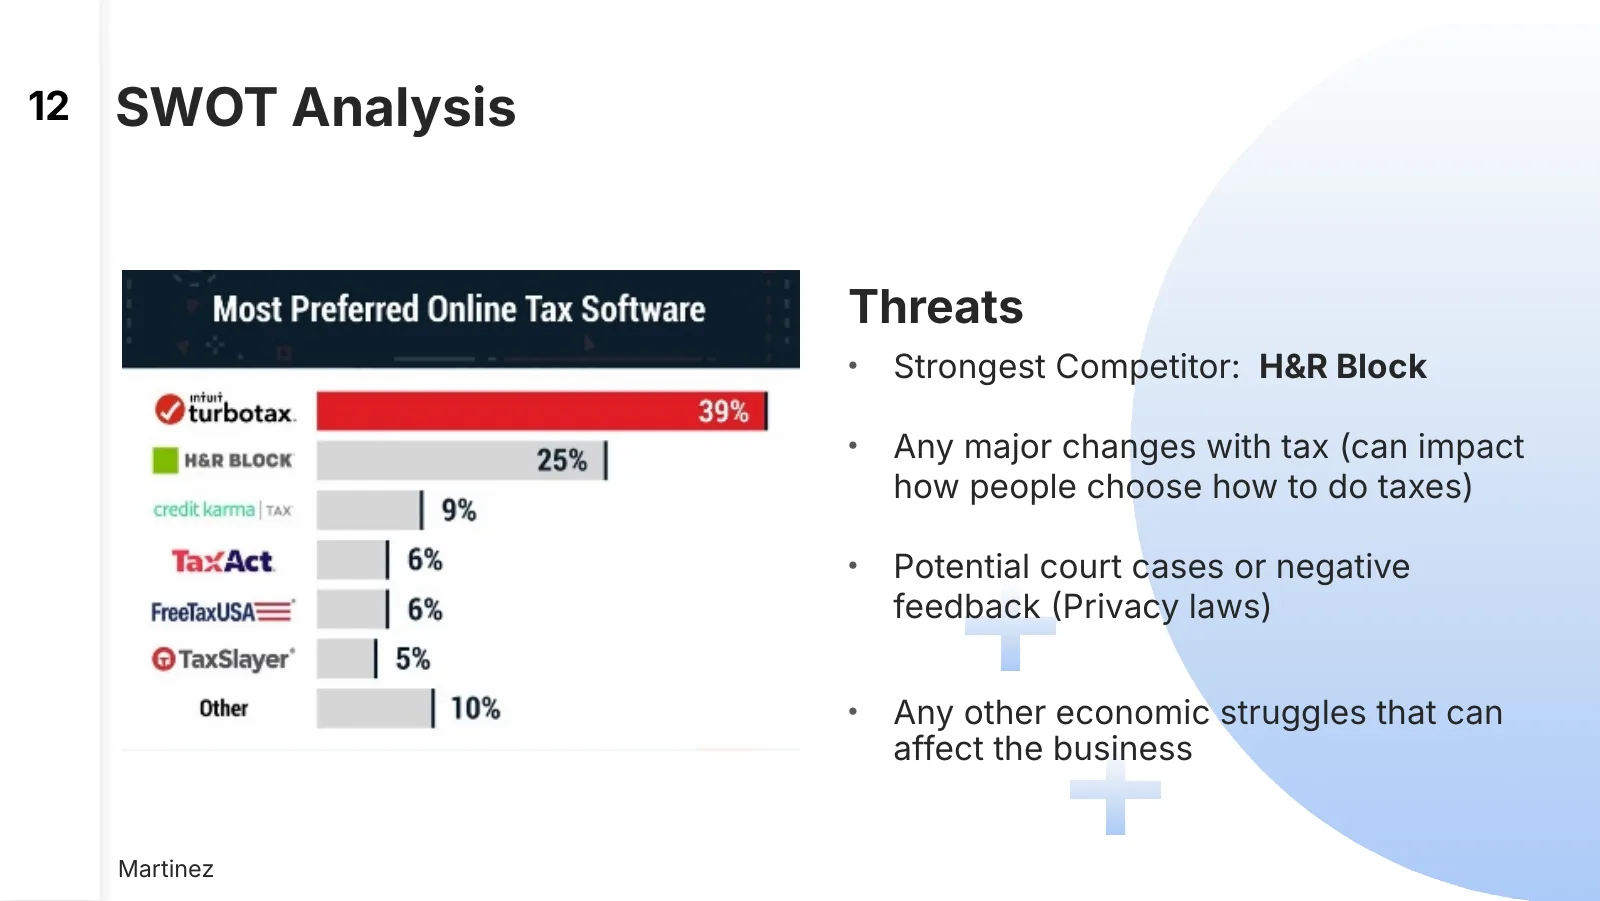 12
SWOT Analysis
Most Preferred Online Tax Software
intuit
turbotax.
39%
H&R BLOCK
25%
credit karma | TAX
9%
TaxAct
6%
FreeTaxUSA
6%
TaxSlayer
5%
Other
10%
Threats
• Strongest Competitor: H&R Block
• Any major changes with tax (can impact
how people choose how to do taxes)
• Potential court cases or negative
feedback (Privacy laws)
• Any other economic struggles that can
affect the business
Martinez